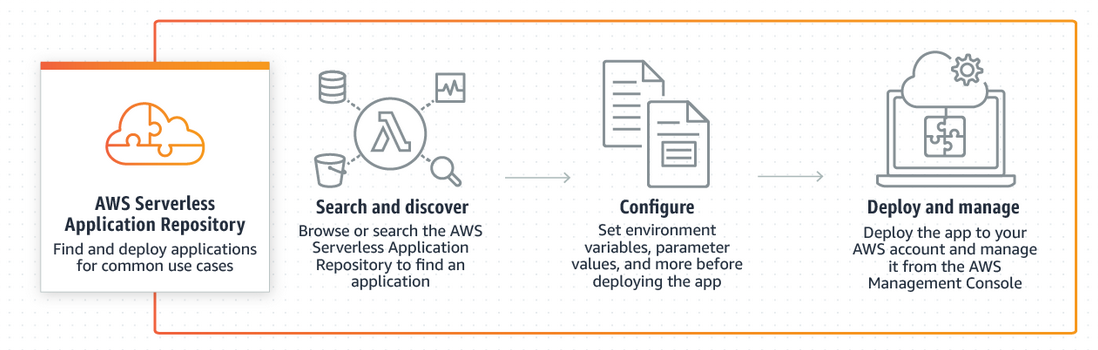 AWS Serverless
Application Repository
Find and deploy applications
for common use cases
Search and discover
Browse or search the AWS
Serverless Application
Repository to find an
application
Configure
Set environment
variables, parameter
values, and more before
deploying the app
Deploy and manage
Deploy the app to your
AWS account and manage
it from the AWS
Management Console